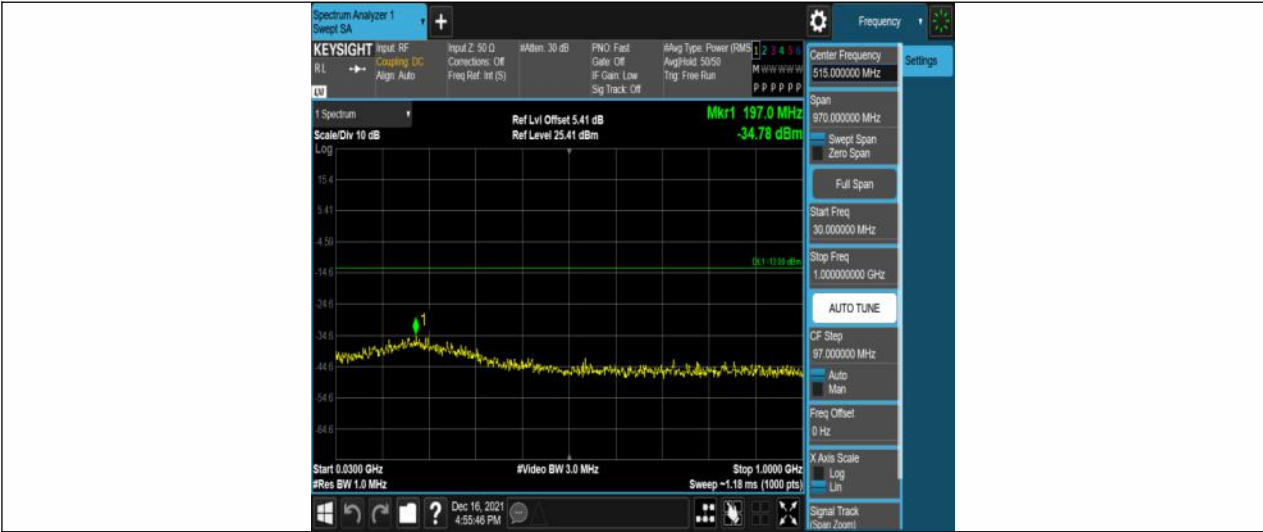 Spectrum Analyzer 1
Swept SA
Frequency
KEYSIGHT
RL
LW
Input: RF
Coupling: DC
Align: Auto
Input Z: 50 Ω
Corrections: Off
Freq Ref: Int (S)
#Atten: 30 dB
PNO: Fast
Gate: Off
IF Gain: Low
Sig Track: Off
#Avg Type: Power (RMS
Avg|Hold: 50/50
Trig: Free Run
1 2 3 4 5 6
M W W W W W
P P P P P P
Center Frequency
515.000000 MHz
Settings
1 Spectrum
Scale/Div 10 dB
Log
Ref Lvl Offset 5.41 dB
Ref Level 25.41 dBm
Mkr1 197.0 MHz
-34.78 dBm
Span
970.000000 MHz
Swept Span
Zero Span
Full Span
Start Freq
30.000000 MHz
Stop Freq
1.000000000 GHz
AUTO TUNE
CF Step
97.000000 MHz
Auto
Man
Freq Offset
0 Hz
X Axis Scale
Log
Lin
Signal Track
(Span Zoom)
15.4
5.41
-4.59
DL1 -13.00 dBm
-14.6
-24.6
1
-34.6
-44.6
-54.6
-64.6
Start 0.0300 GHz
#Res BW 1.0 MHz
#Video BW 3.0 MHz
Stop 1.0000 GHz
Sweep ~1.18 ms (1000 pts)
?
Dec 16, 2021
4:55:46 PM